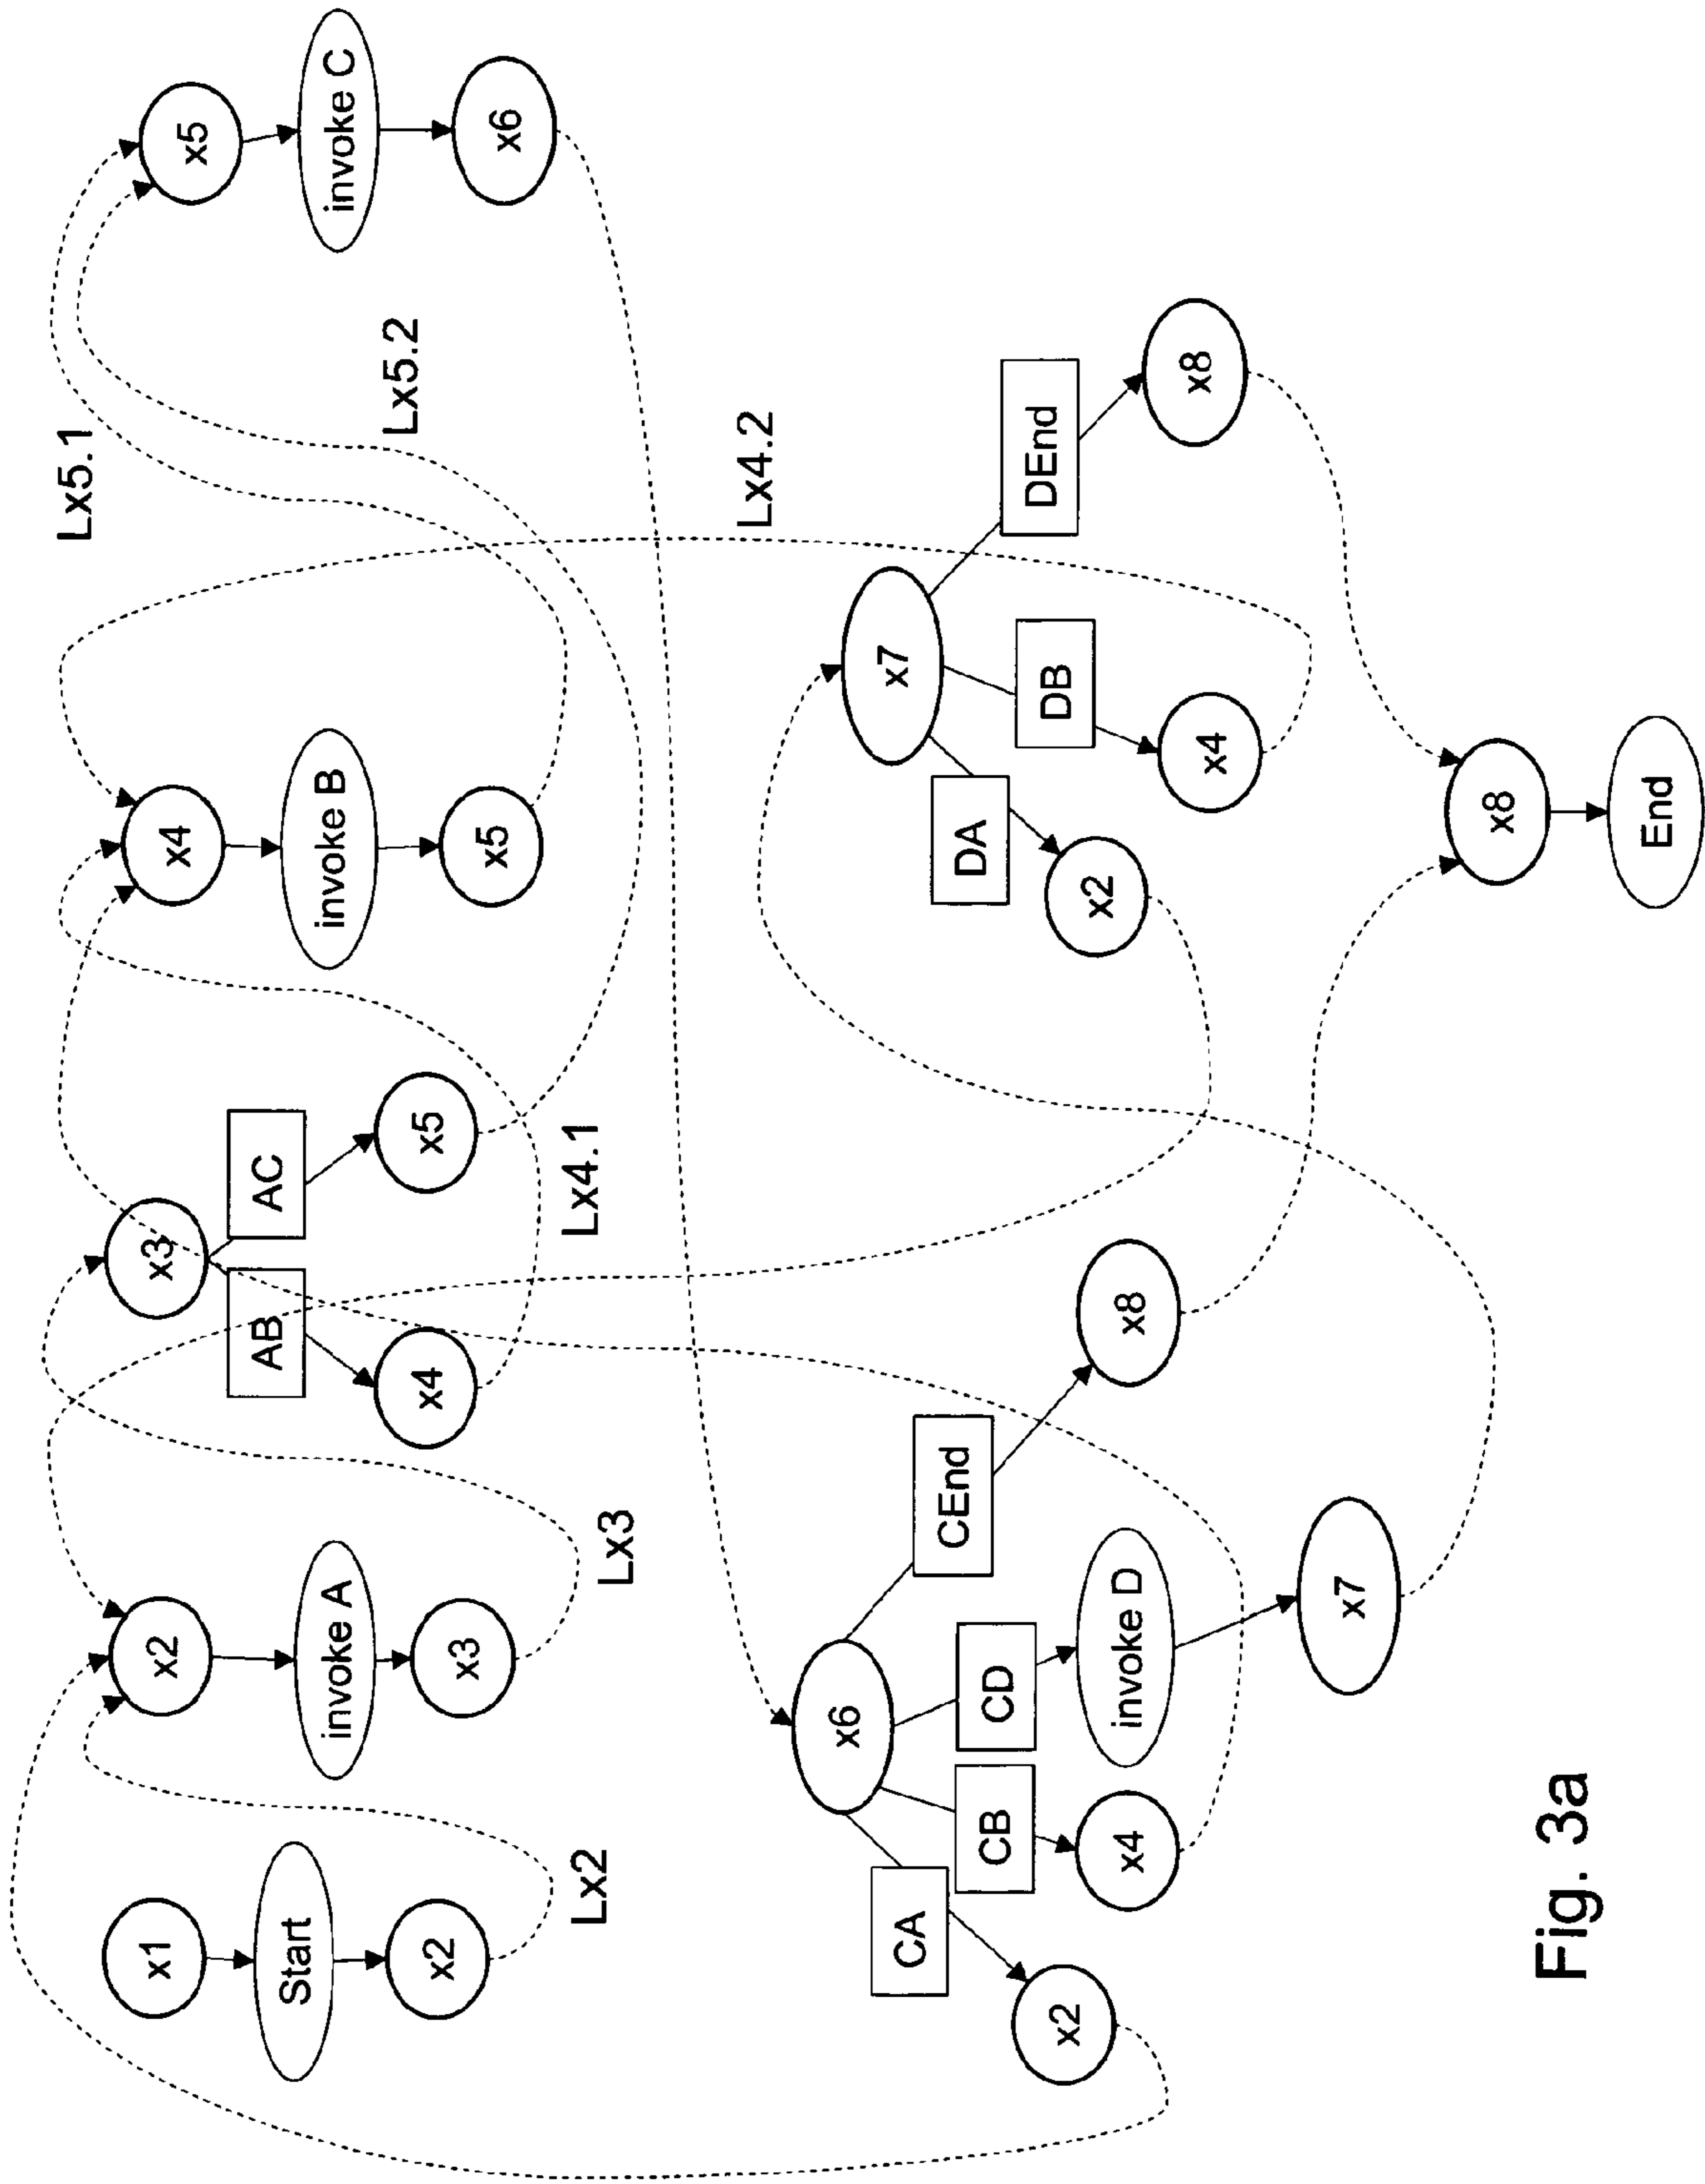 x1
Start
x2
Lx2
x2
invoke A
x3
Lx3
x3
AB
AC
x4
x5
Lx4.1
x4
invoke B
x5
Lx5.1
Lx5.2
x5
invoke C
x6
x6
CA
CB
CD
CEnd
x2
x4
invoke D
x8
x7
Lx4.2
x7
DA
DB
DEnd
x2
x4
x8
x8
End
Fig. 3a